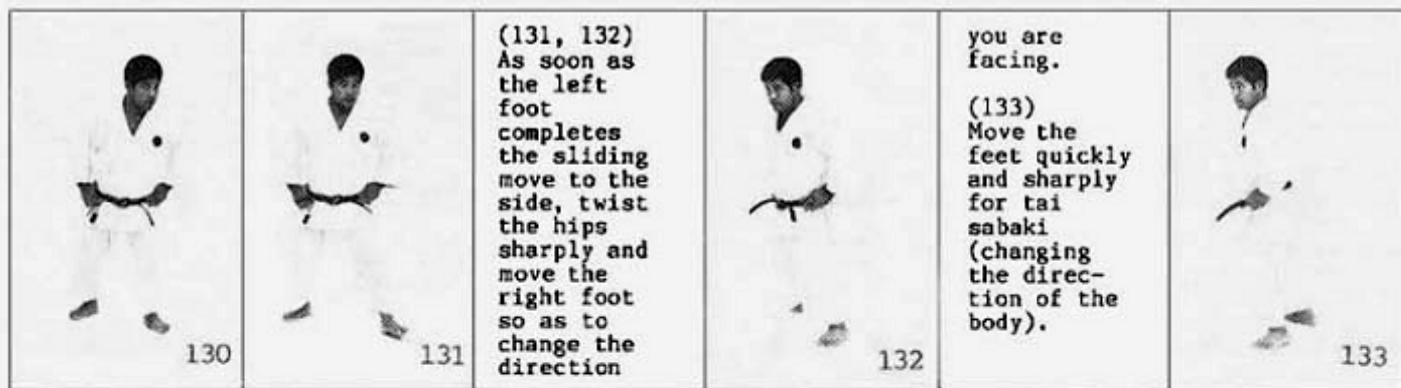 130
131
(131, 132)
As soon as
the left
foot
completes
the sliding
move to the
side, twist
the hips
sharply and
move the
right foot
so as to
change the
direction
132
you are
facing.
(133)
Move the
feet quickly
and sharply
for tai
sabaki
(changing
the direc-
tion of the
body).
133